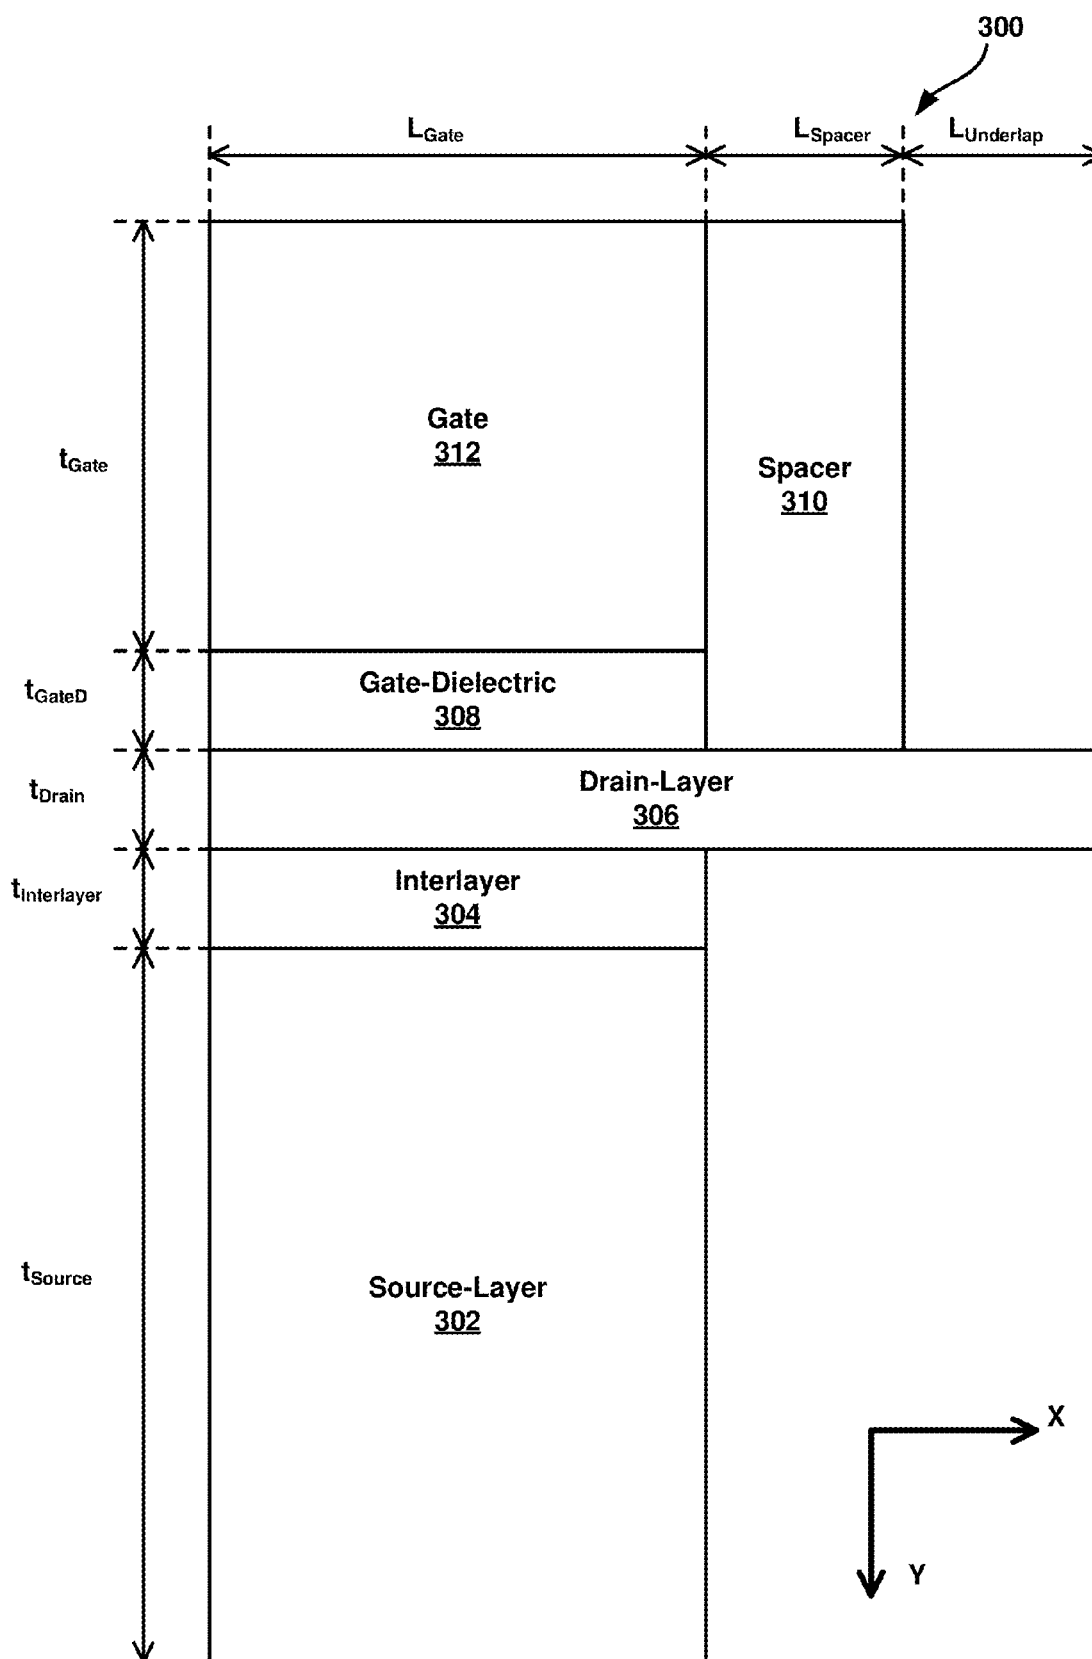 300
LGate
LSpacer
LUnderlap
Gate
312
tGate
Spacer
310
tGateD
Gate-Dielectric
308
tDrain
Drain-Layer
306
tInterlayer
Interlayer
304
tSource
Source-Layer
302
X
Y